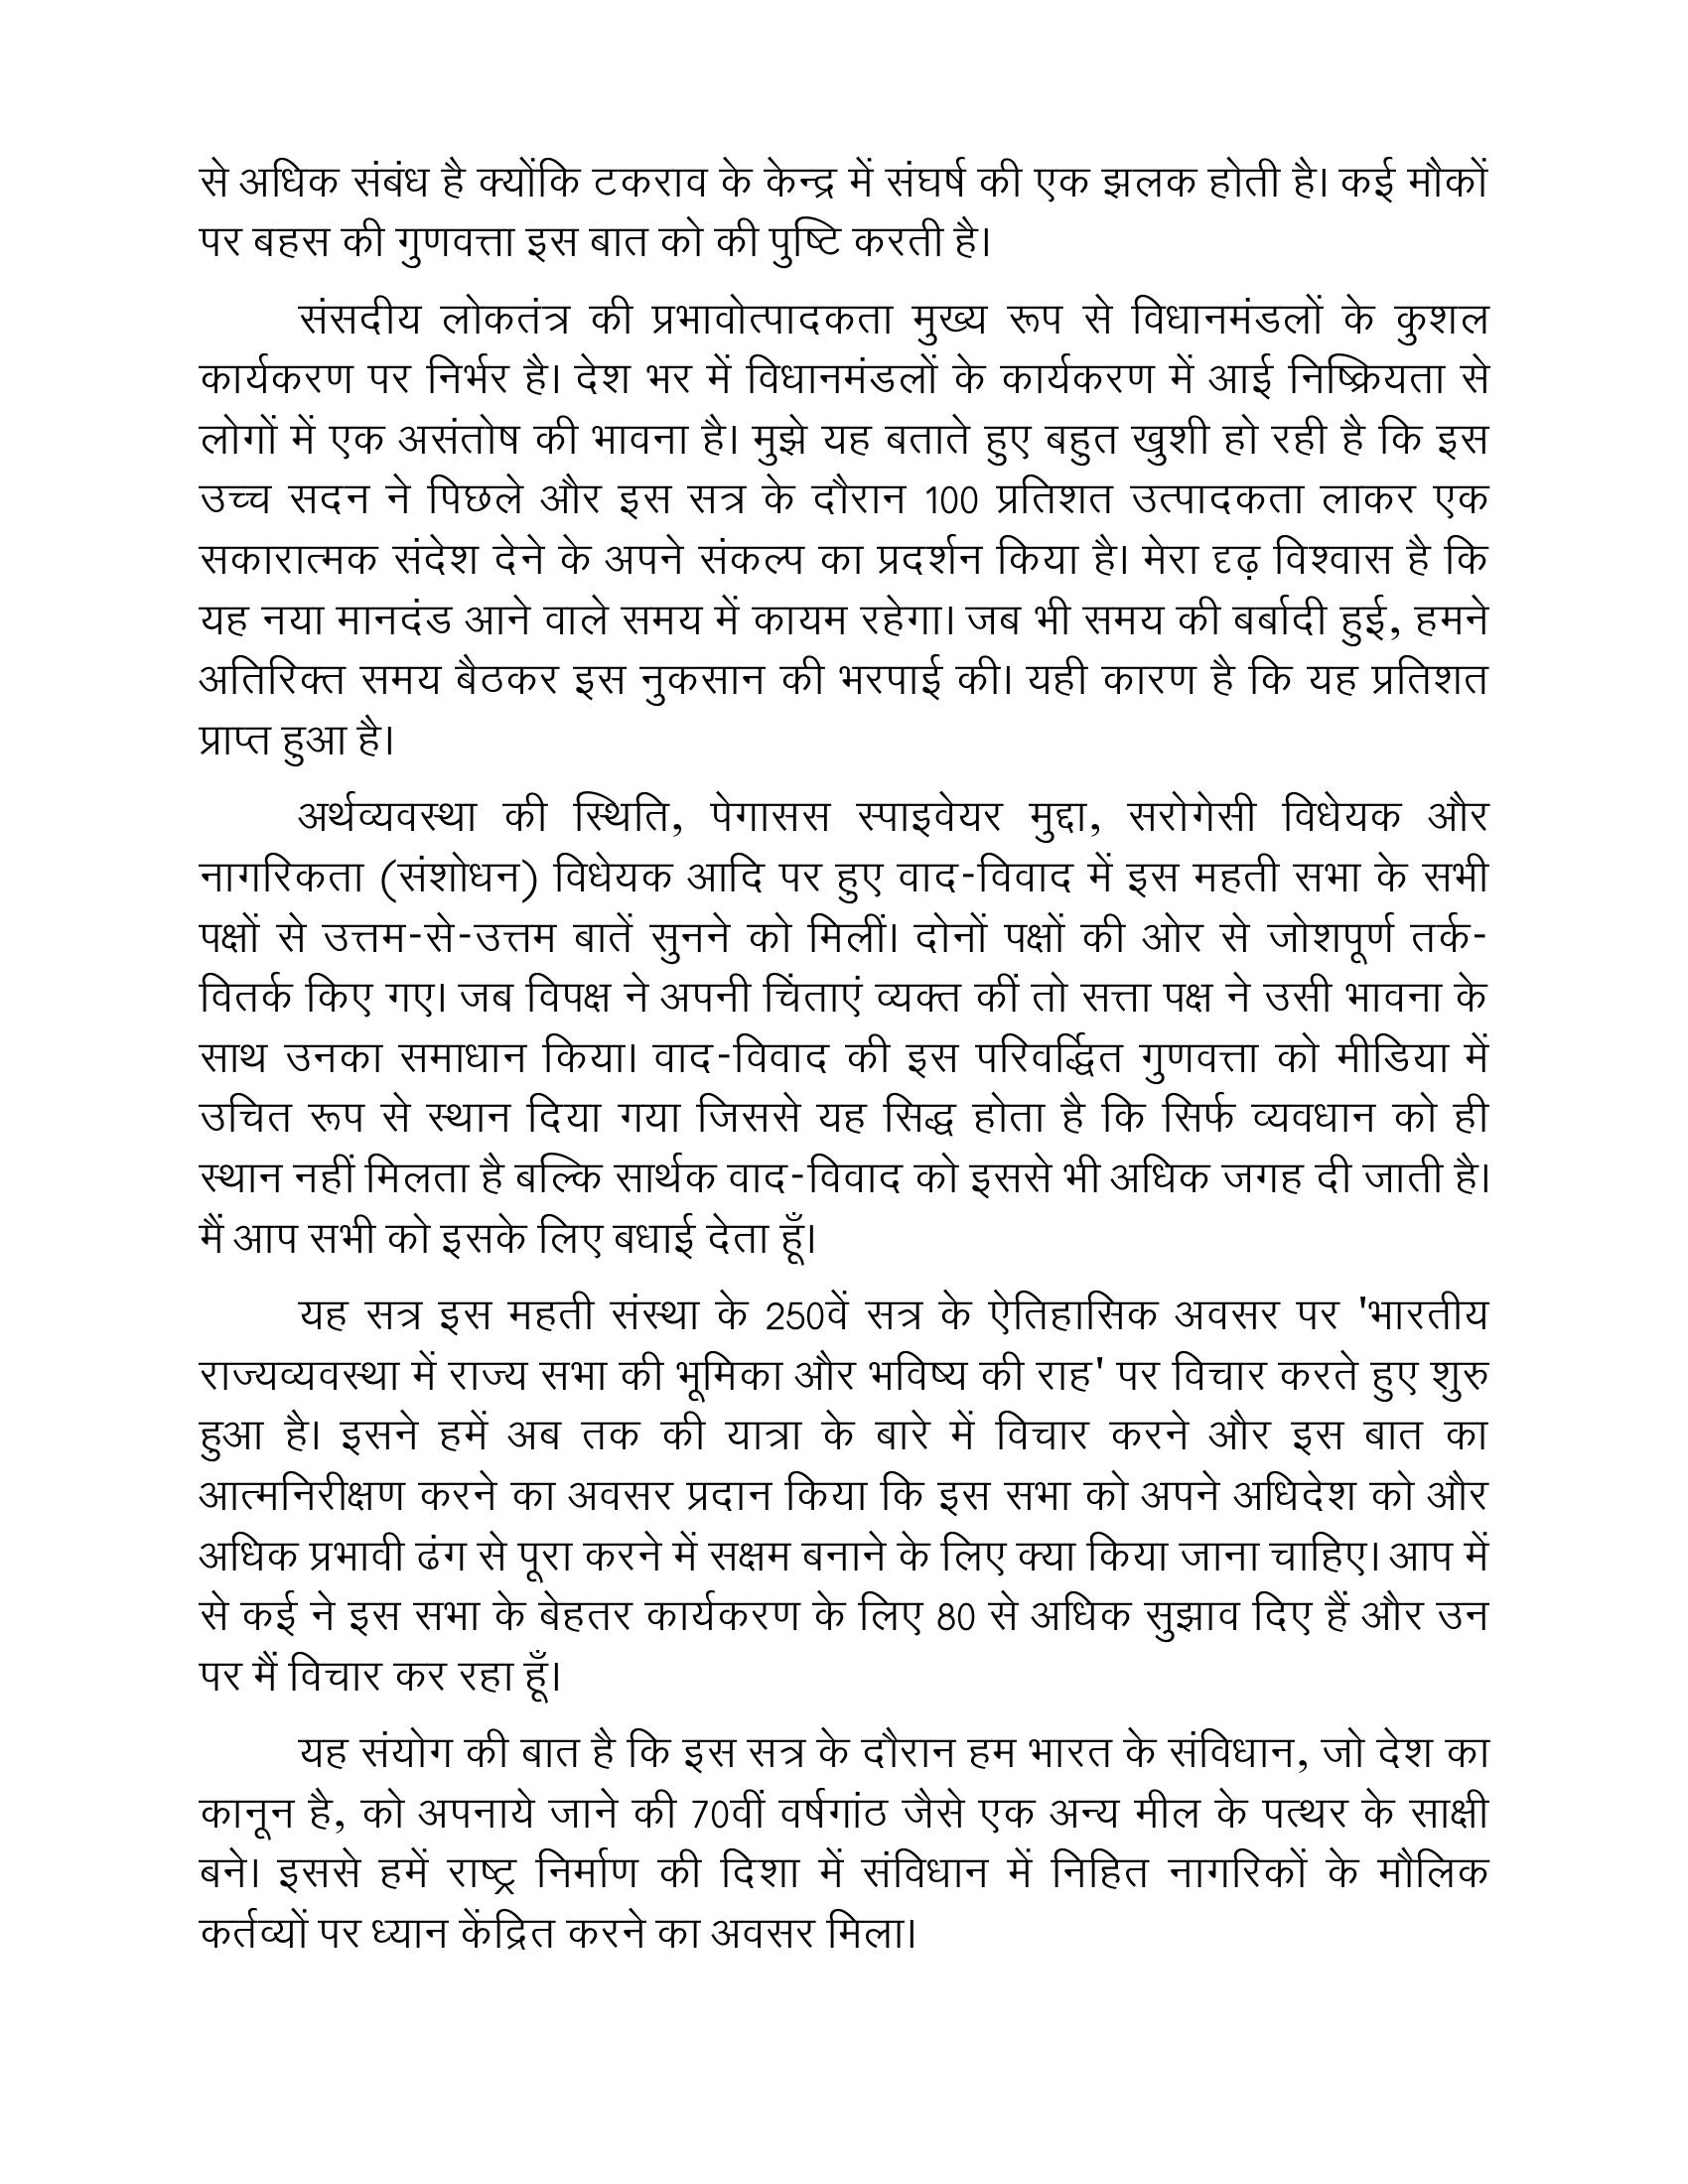 से अधिक संबंध है क्योंकि टकराव के केन्द्र में संघर्ष की एक झलक होती है। कई मौकों
पर बहस की गुणवत्ता इस बात को की पुष्टि करती है।
संसदीय लोकतंत्र की प्रभावोत्पादकता मुख्य रूप से विधानमंडलों के कुशल
कार्यकरण पर निर्भर है। देश भर में विधानमंडलों के कार्यकरण में आई निष्क्रियता से
लोगों में एक असंतोष की भावना है। मुझे यह बताते हुए बहुत खुशी हो रही है कि इस
उच्च सदन ने पिछले और इस सत्र के दौरान 100 प्रतिशत उत्पादकता लाकर एक
सकारात्मक संदेश देने के अपने संकल्प का प्रदर्शन किया है। मेरा दृढ़ विश्वास है कि
यह नया मानदंड आने वाले समय में कायम रहेगा। जब भी समय की बर्बादी हुई, हमने
अतिरिक्त समय बैठकर इस नुकसान की भरपाई की। यही कारण है कि यह प्रतिशत
प्राप्त हुआ है।
अर्थव्यवस्था की स्थिति, पेगासस स्पाइवेयर मुद्दा, सरोगेसी विधेयक और
नागरिकता (संशोधन) विधेयक आदि पर हुए वाद-विवाद में इस महती सभा के सभी
पक्षों से उत्तम-से-उत्तम बातें सुनने को मिलीं। दोनों पक्षों की ओर से जोशपूर्ण तर्क-
वितर्क किए गए। जब विपक्ष ने अपनी चिंताएं व्यक्त कीं तो सत्ता पक्ष ने उसी भावना के
साथ उनका समाधान किया। वाद-विवाद की इस परिवर्द्धित गुणवत्ता को मीडिया में
उचित रूप से स्थान दिया गया जिससे यह सिद्ध होता है कि सिर्फ व्यवधान को ही
स्थान नहीं मिलता है बल्कि सार्थक वाद-विवाद को इससे भी अधिक जगह दी जाती है।
मैं आप सभी को इसके लिए बधाई देता हूँ।
यह सत्र इस महती संस्था के 250वें सत्र के ऐतिहासिक अवसर पर 'भारतीय
राज्यव्यवस्था में राज्य सभा की भूमिका और भविष्य की राह' पर विचार करते हुए शुरु
हुआ है। इसने हमें अब तक की यात्रा के बारे में विचार करने और इस बात का
आत्मनिरीक्षण करने का अवसर प्रदान किया कि इस सभा को अपने अधिदेश को और
अधिक प्रभावी ढंग से पूरा करने में सक्षम बनाने के लिए क्या किया जाना चाहिए। आप में
से कई ने इस सभा के बेहतर कार्यकरण के लिए 80 से अधिक सुझाव दिए हैं और उन
पर मैं विचार कर रहा हूँ।
यह संयोग की बात है कि इस सत्र के दौरान हम भारत के संविधान, जो देश का
कानून है, को अपनाये जाने की 70वीं वर्षगांठ जैसे एक अन्य मील के पत्थर के साक्षी
बने। इससे हमें राष्ट्र निर्माण की दिशा में संविधान में निहित नागरिकों के मौलिक
कर्तव्यों पर ध्यान केंद्रित करने का अवसर मिला।